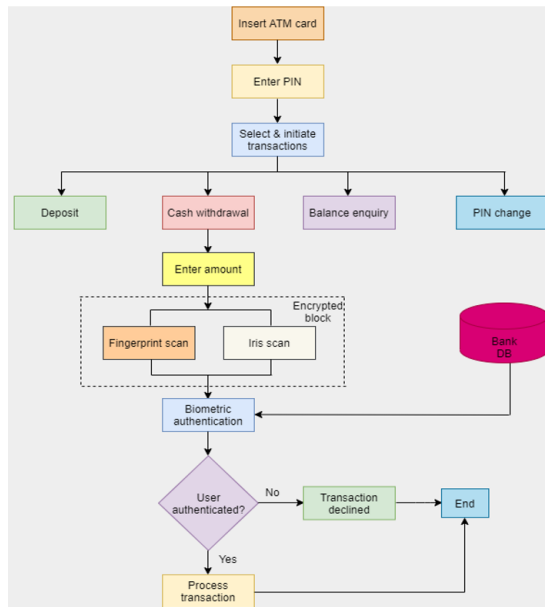 Insert ATM card
Enter PIN
Select & initiate
transactions
Deposit
Cash withdrawal
Balance enquiry
PIN change
Enter amount
Encrypted
block
Fingerprint scan
Iris scan
Bank
DB
Biometric
authentication
User
authenticated?
No
Transaction
declined
End
Yes
Process
transaction